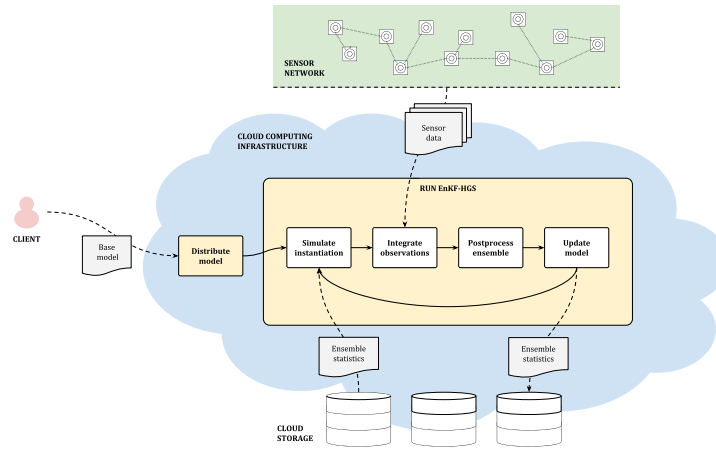 SENSOR
NETWORK
Sensor
data
CLOUD COMPUTING
INFRASTRUCTURE
RUN EnKF-HGS
CLIENT
Base
model
Distribute
model
Simulate
instantiation
Integrate
observations
Postprocess
ensemble
Update
model
Ensemble
statistics
Ensemble
statistics
CLOUD
STORAGE